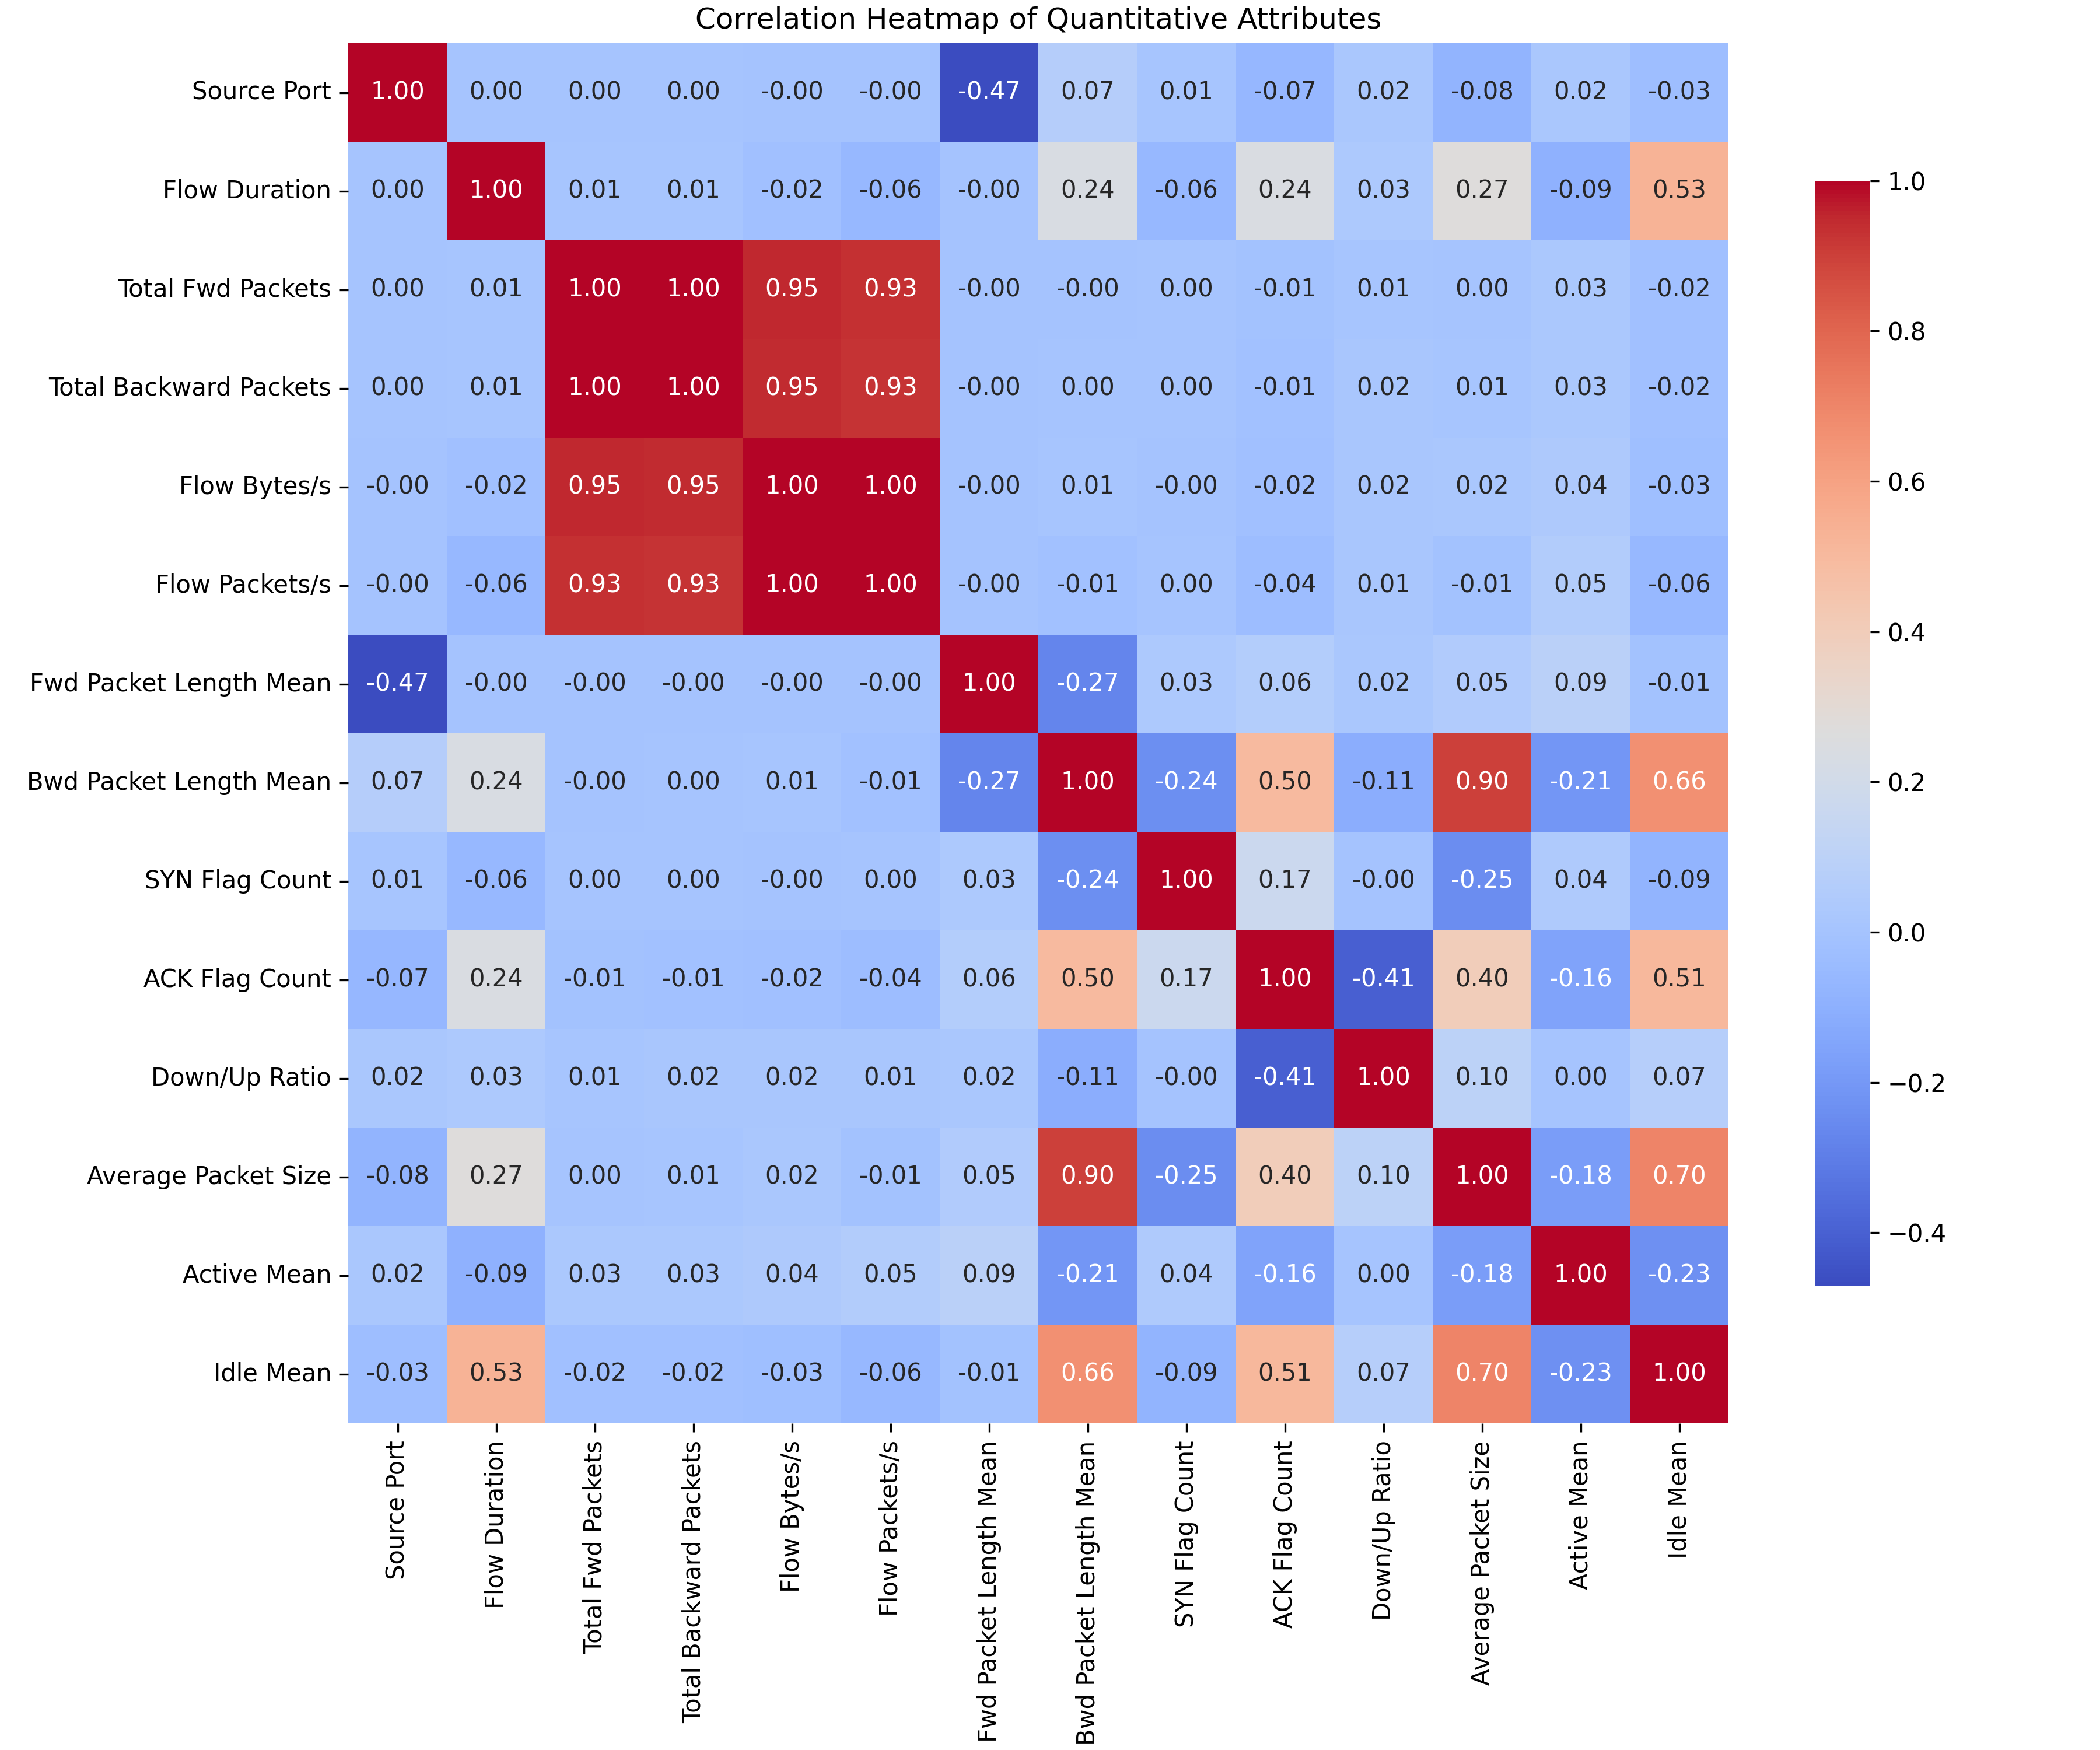 Correlation Heatmap of Quantitative Attributes
Source Port 1.00 0.00 0.00 0.00 -0.00 -0.00 -0.47 0.07 0.01 -0.07 0.02 -0.08 0.02 -0.03
Flow Duration 0.00 1.00 0.01 0.01 -0.02 -0.06 -0.00 0.24 -0.06 0.24 0.03 0.27 -0.09 0.53
Total Fwd Packets 0.00 0.01 1.00 1.00 0.95 0.93 -0.00 -0.00 0.00 -0.01 0.01 0.00 0.03 -0.02
Total Backward Packets 0.00 0.01 1.00 1.00 0.95 0.93 -0.00 0.00 0.00 -0.01 0.02 0.01 0.03 -0.02
Flow Bytes/s -0.00 -0.02 0.95 0.95 1.00 1.00 -0.00 0.01 -0.00 -0.02 0.02 0.02 0.04 -0.03
Flow Packets/s -0.00 -0.06 0.93 0.93 1.00 1.00 -0.00 -0.01 0.00 -0.04 0.01 -0.01 0.05 -0.06
Fwd Packet Length Mean -0.47 -0.00 -0.00 -0.00 -0.00 -0.00 1.00 -0.27 0.03 0.06 0.02 0.05 0.09 -0.01
Bwd Packet Length Mean 0.07 0.24 -0.00 0.00 0.01 -0.01 -0.27 1.00 -0.24 0.50 -0.11 0.90 -0.21 0.66
SYN Flag Count 0.01 -0.06 0.00 0.00 -0.00 0.00 0.03 -0.24 1.00 0.17 -0.00 -0.25 0.04 -0.09
ACK Flag Count -0.07 0.24 -0.01 -0.01 -0.02 -0.04 0.06 0.50 0.17 1.00 -0.41 0.40 -0.16 0.51
Down/Up Ratio 0.02 0.03 0.01 0.02 0.02 0.01 0.02 -0.11 -0.00 -0.41 1.00 0.10 0.00 0.07
Average Packet Size -0.08 0.27 0.00 0.01 0.02 -0.01 0.05 0.90 -0.25 0.40 0.10 1.00 -0.18 0.70
Active Mean 0.02 -0.09 0.03 0.03 0.04 0.05 0.09 -0.21 0.04 -0.16 0.00 -0.18 1.00 -0.23
Idle Mean -0.03 0.53 -0.02 -0.02 -0.03 -0.06 -0.01 0.66 -0.09 0.51 0.07 0.70 -0.23 1.00
Source Port
Flow Duration
Total Fwd Packets
Total Backward Packets
Flow Bytes/s
Flow Packets/s
Fwd Packet Length Mean
Bwd Packet Length Mean
SYN Flag Count
ACK Flag Count
Down/Up Ratio
Average Packet Size
Active Mean
Idle Mean
1.0
0.8
0.6
0.4
0.2
0.0
−0.2
−0.4